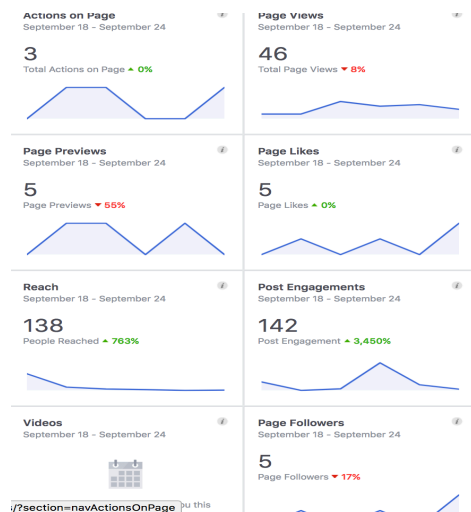 Actions on Page
September 18 - September 24
3
Total Actions on Page ▲ 0%
Page Views
September 18 - September 24
46
Total Page Views ▼ 8%
Page Previews
September 18 - September 24
5
Page Previews ▼ 55%
Page Likes
September 18 - September 24
5
Page Likes ▲ 0%
Reach
September 18 - September 24
138
People Reached ▲ 763%
Post Engagements
September 18 - September 24
142
Post Engagement ▲ 3,450%
Videos
September 18 - September 24
u this
s/?section=navActionsOnPage
Page Followers
September 18 - September 24
5
Page Followers ▼ 17%